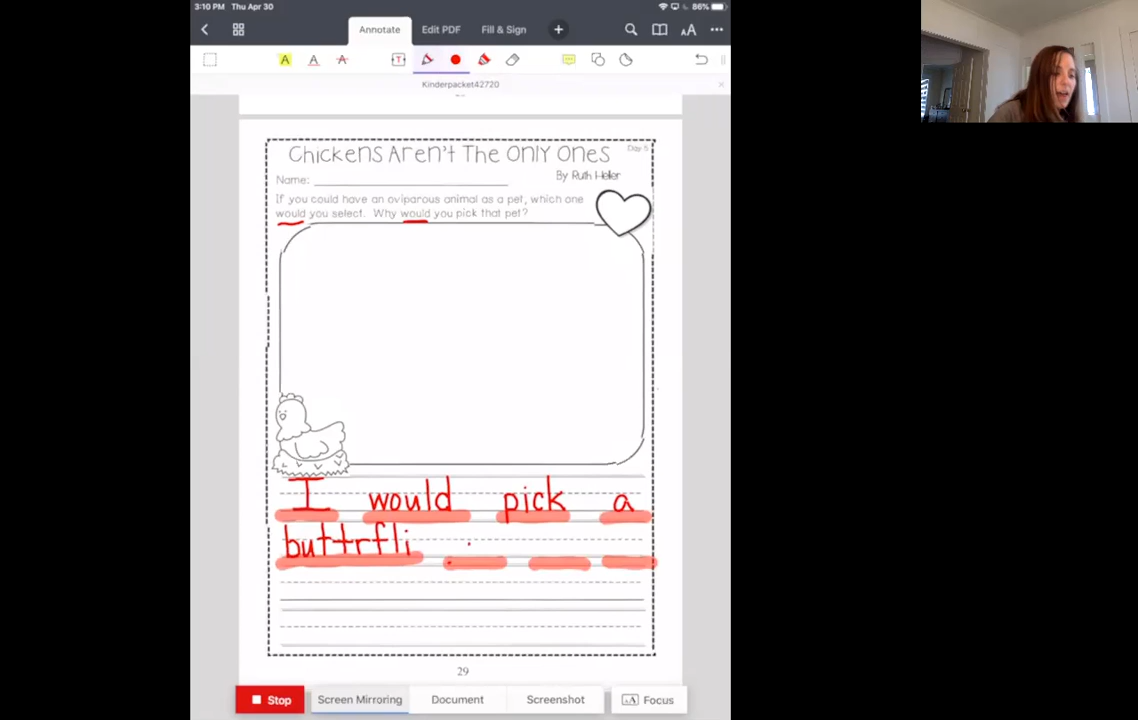 3:10 PM Thu Apr 30 86%
Annotate Edit PDF Fill & Sign
Kinderpacket42720
Chickens Aren't The Only Ones
Day 5
Name:
By Ruth Heller
If you could have an oviparous animal as a pet, which one
would you select. Why would you pick that pet?
I would pick a
buttrfli
29
Stop Screen Mirroring Document Screenshot Focus